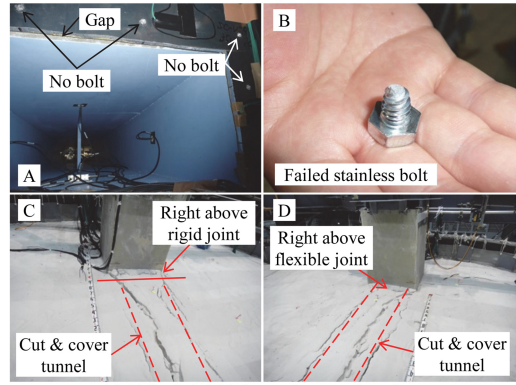 Gap
No bolt
No bolt
A
B
Failed stainless bolt
C
Right above
rigid joint
Cut & cover
tunnel
D
Right above
flexible joint
Cut & cover
tunnel